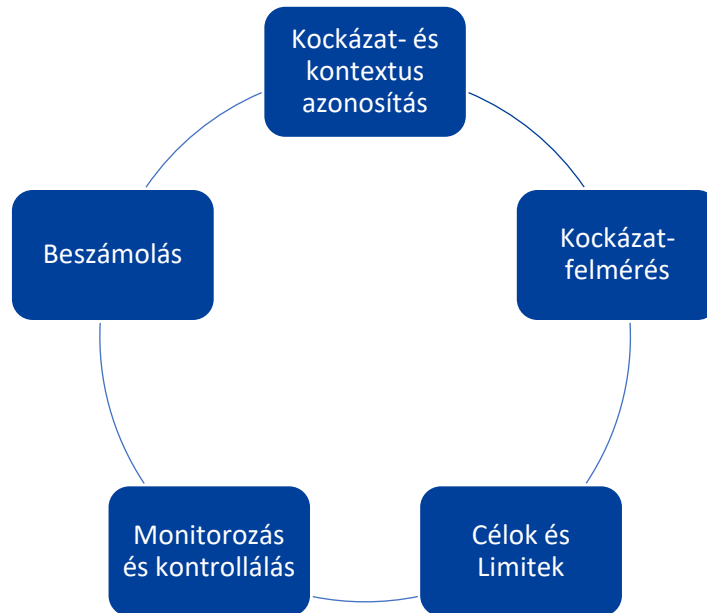 Kockázat- és
kontextus
azonosítás
Kockázat-
felmérés
Célok és
Limitek
Monitorozás
és kontrollálás
Beszámolás